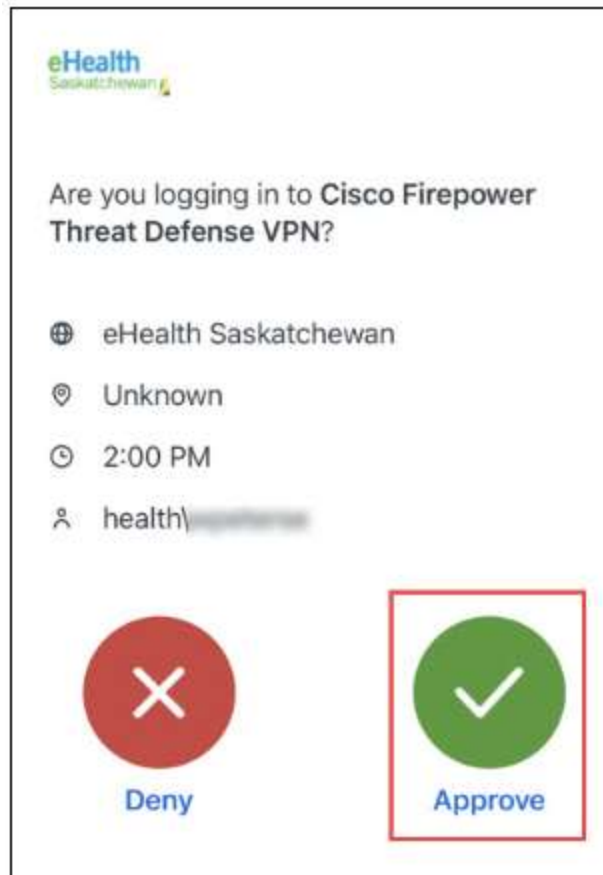 eHealth
Saskatchewan
Are you logging in to Cisco Firepower
Threat Defense VPN?
eHealth Saskatchewan
Unknown
2:00 PM
health\
Deny
Approve